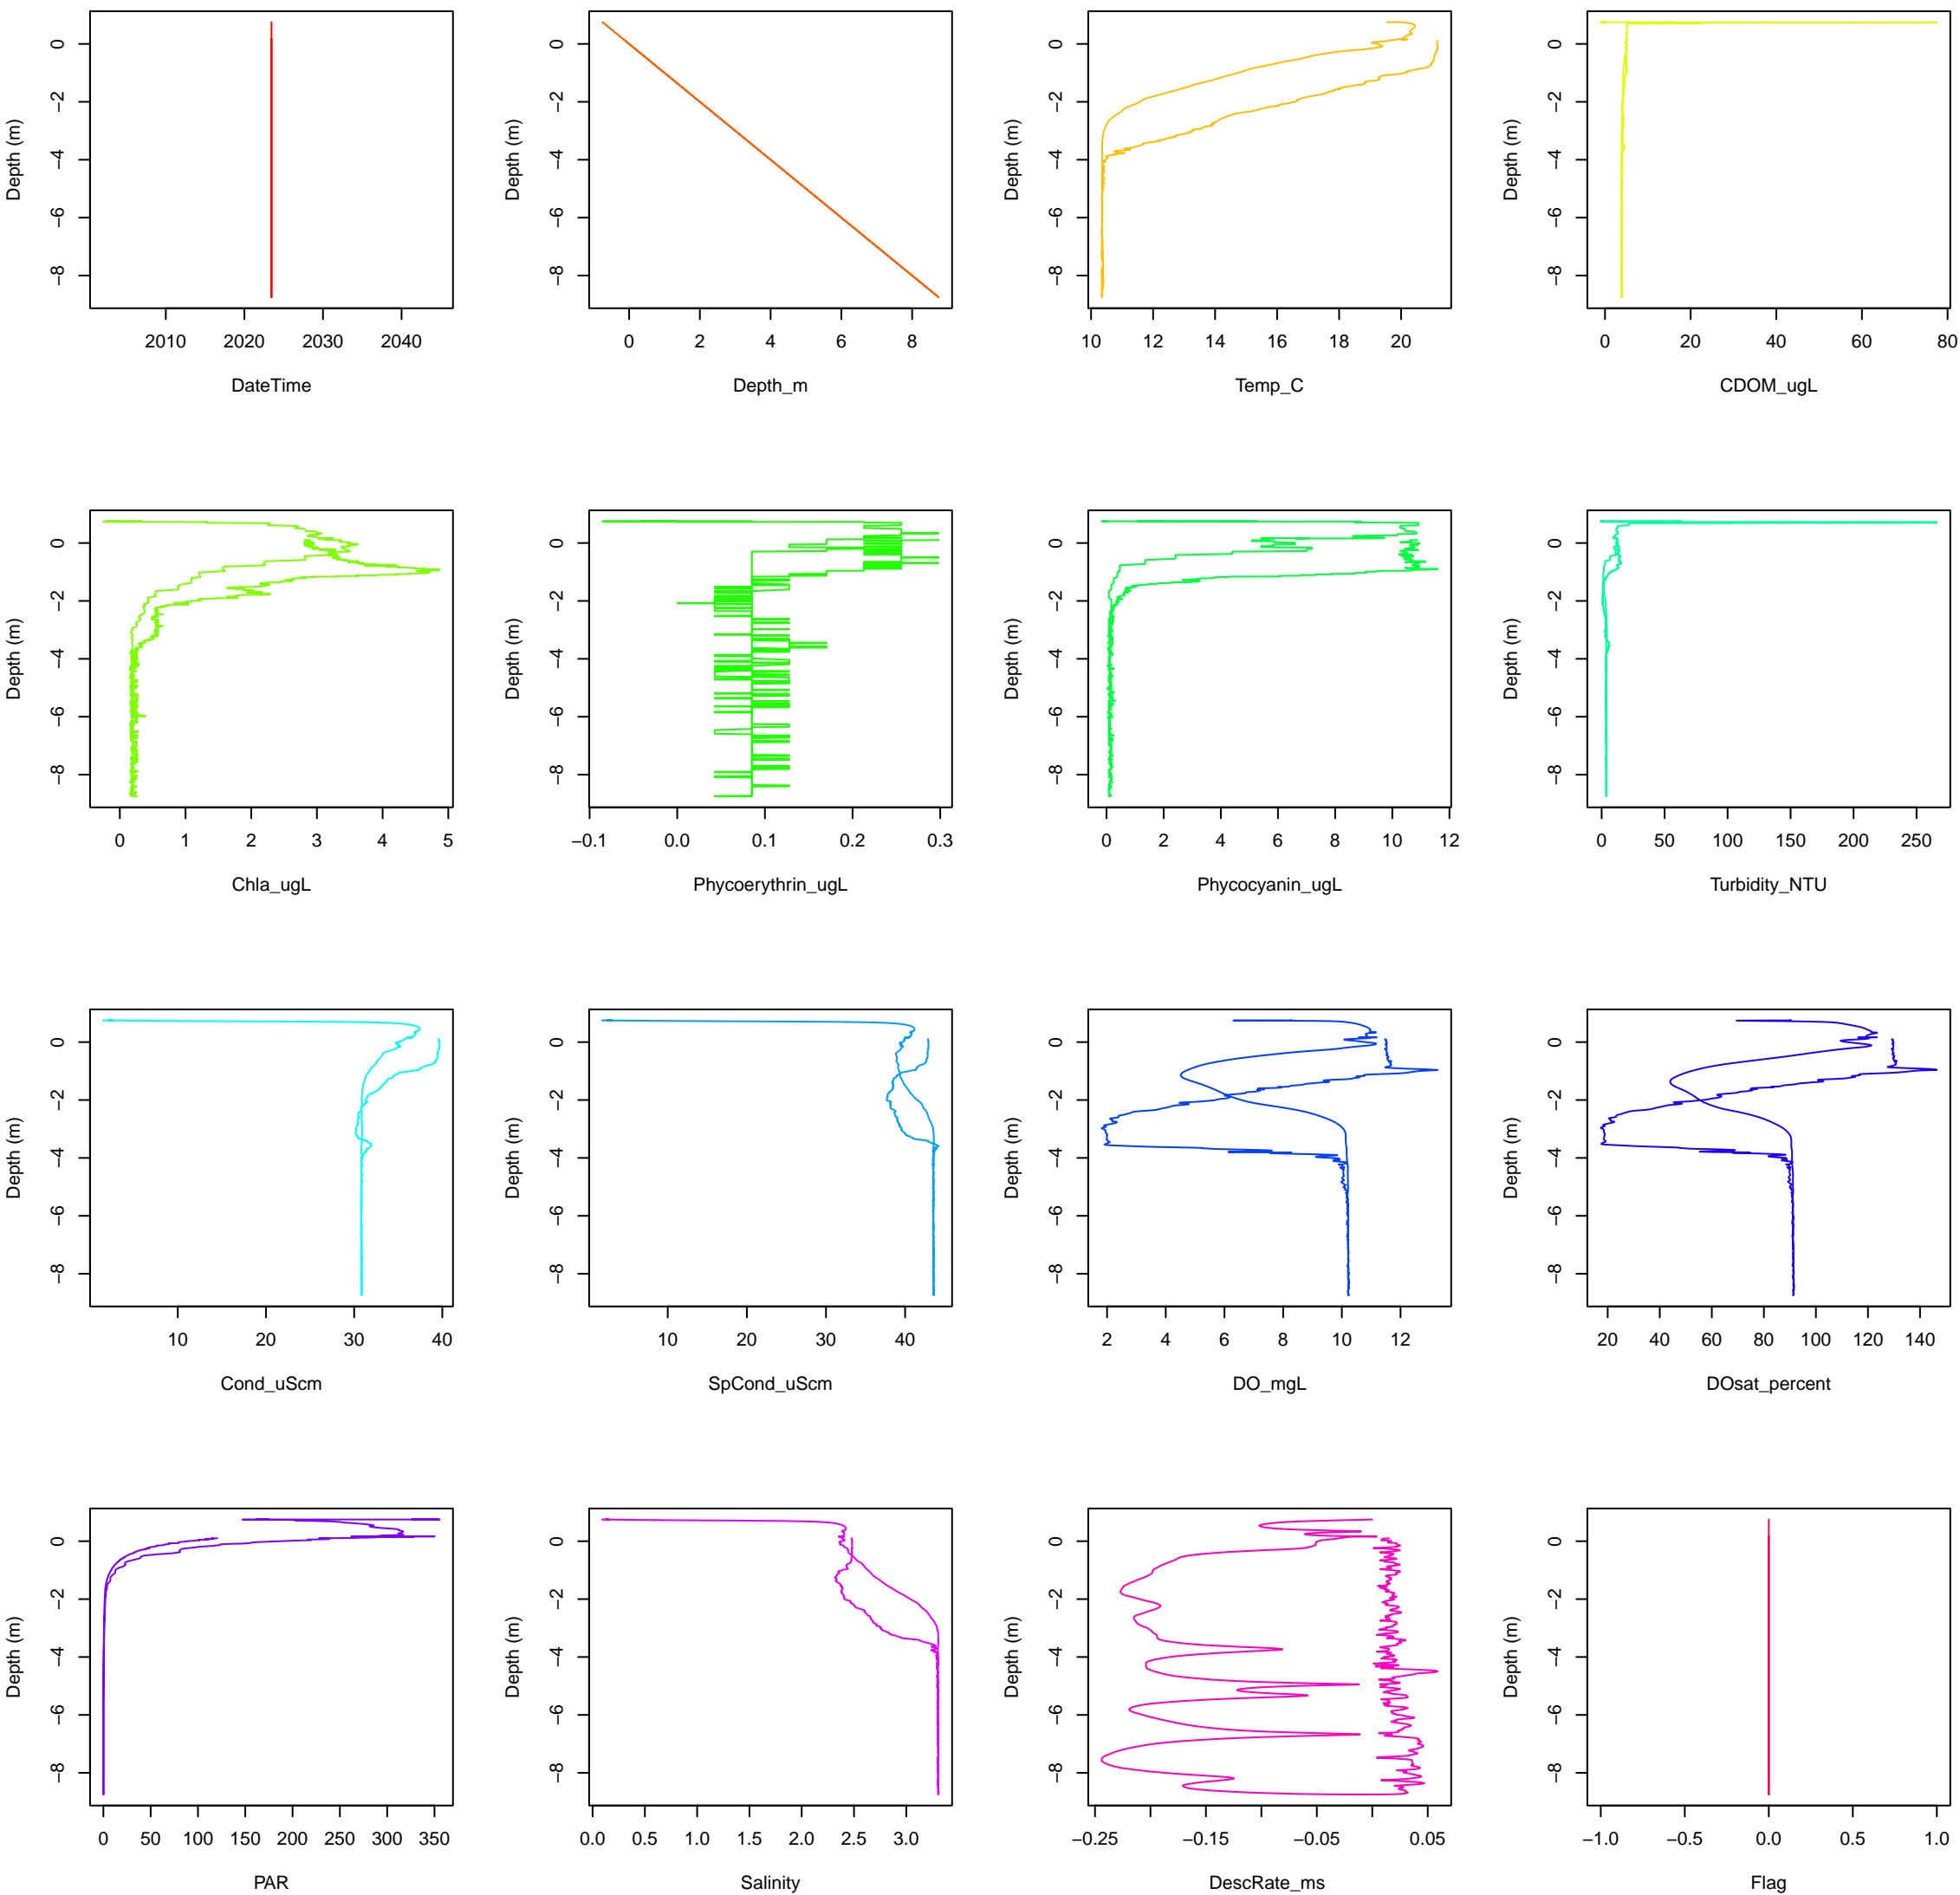 0
−2
−4
−6
−8
Depth (m)
2010 2020 2030 2040
DateTime
0
−2
−4
−6
−8
Depth (m)
0 2 4 6 8
Depth_m
0
−2
−4
−6
−8
Depth (m)
10 12 14 16 18 20
Temp_C
0
−2
−4
−6
−8
Depth (m)
0 20 40 60 80
CDOM_ugL
0
−2
−4
−6
−8
Depth (m)
0 1 2 3 4 5
Chla_ugL
0
−2
−4
−6
−8
Depth (m)
−0.1 0.0 0.1 0.2 0.3
Phycoerythrin_ugL
0
−2
−4
−6
−8
Depth (m)
0 2 4 6 8 10 12
Phycocyanin_ugL
0
−2
−4
−6
−8
Depth (m)
0 50 100 150 200 250
Turbidity_NTU
0
−2
−4
−6
−8
Depth (m)
10 20 30 40
Cond_uScm
0
−2
−4
−6
−8
Depth (m)
10 20 30 40
SpCond_uScm
0
−2
−4
−6
−8
Depth (m)
2 4 6 8 10 12
DO_mgL
0
−2
−4
−6
−8
Depth (m)
20 40 60 80 100 120 140
DOsat_percent
0
−2
−4
−6
−8
Depth (m)
0 50 100 150 200 250 300 350
PAR
0
−2
−4
−6
−8
Depth (m)
0.0 0.5 1.0 1.5 2.0 2.5 3.0
Salinity
0
−2
−4
−6
−8
Depth (m)
−0.25 −0.15 −0.05 0.05
DescRate_ms
0
−2
−4
−6
−8
Depth (m)
−1.0 −0.5 0.0 0.5 1.0
Flag